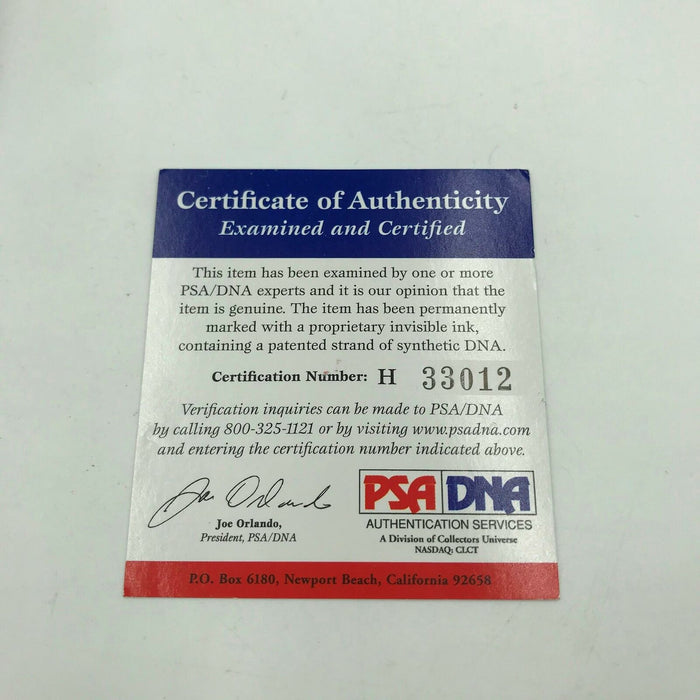 Certificate of Authenticity
Examined and Certified
This item has been examined by one or more
PSA/DNA experts and it is our opinion that the
item is genuine. The item has been permanently
marked with a proprietary invisible ink,
containing a patented strand of synthetic DNA.
Certification Number: H 33012
Verification inquiries can be made to PSA/DNA
by calling 800-325-1121 or by visiting www.psadna.com
and entering the certification number indicated above.
Joe Orlando
Joe Orlando,
President, PSA/DNA
PSA DNA
AUTHENTICATION SERVICES
A Division of Collectors Universe
NASDAQ: CLCT
P.O. Box 6180, Newport Beach, California 92658